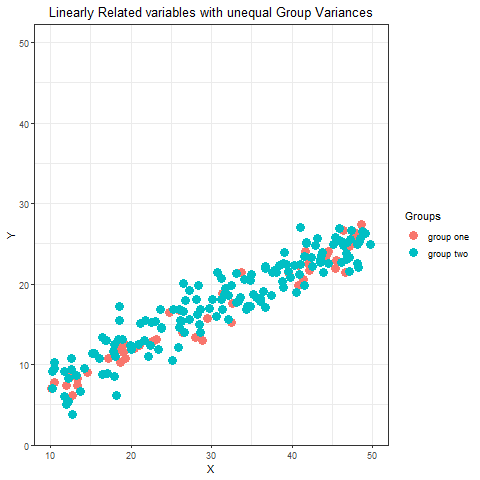 Linearly Related variables with unequal Group Variances
50
40
30
20
10
0
Y
10 20 30 40 50
X
Groups
group one
group two